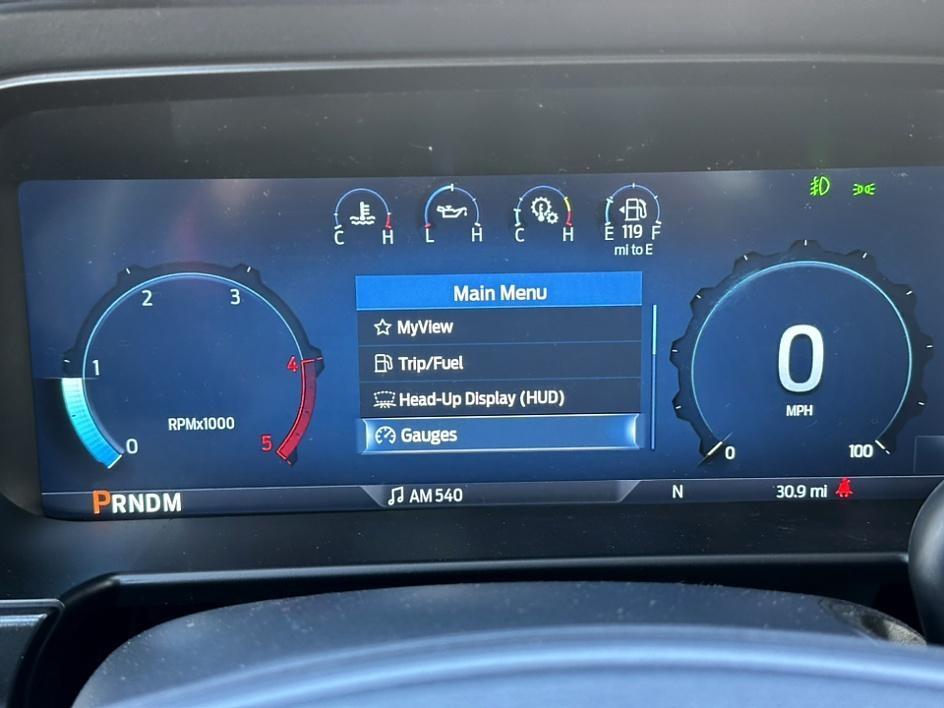 C H
L H
C H
E 119 F
mi to E
Main Menu
MyView
Trip/Fuel
Head-Up Display (HUD)
Gauges
0
1
2
3
4
5
RPMx1000
0
MPH
0
100
PRNDM
AM 540
N
30.9 mi